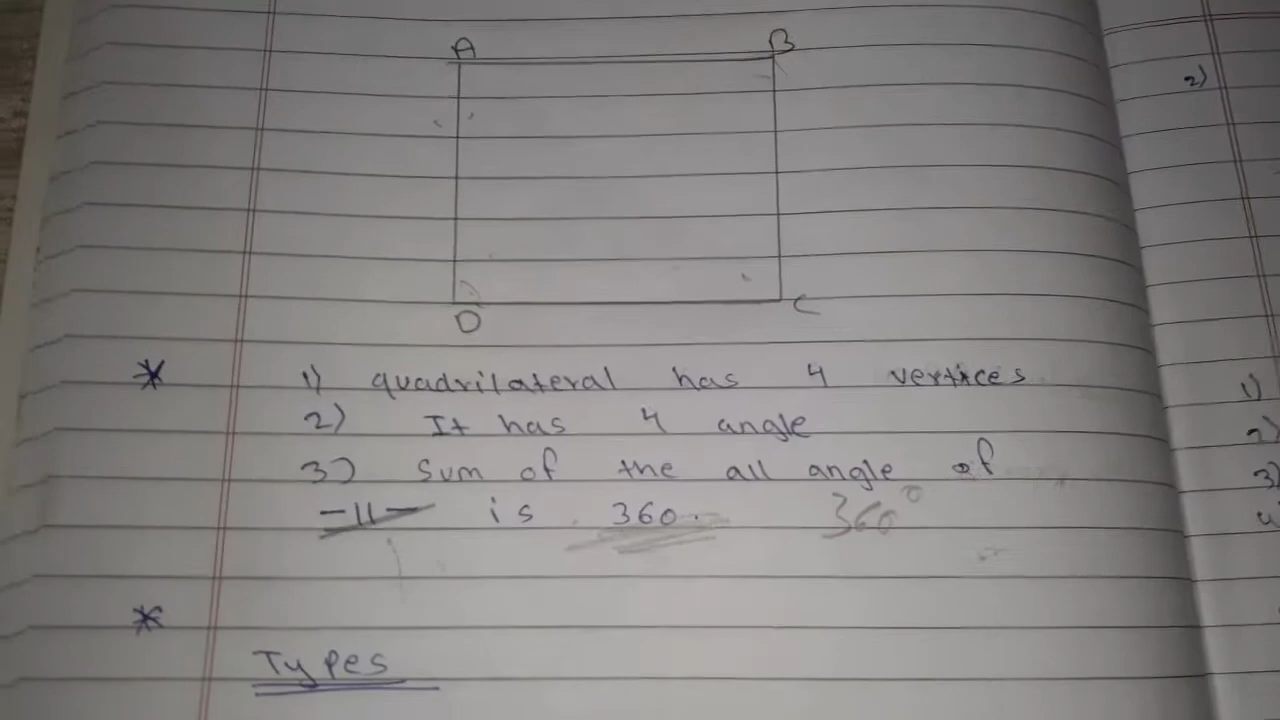 A B
2)
D C
* 1) quadrilateral has 4 vertices
2) It has 4 angle
3) Sum of the all angle of
-11- is 360. 360°
*
Types
1)
2)
3)
4